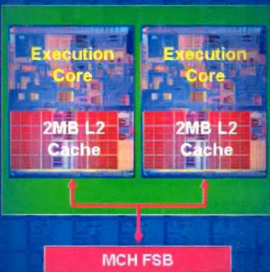 Execution Execution
Core Core
2MB L2 2MB L2
Cache Cache
MCH FSB